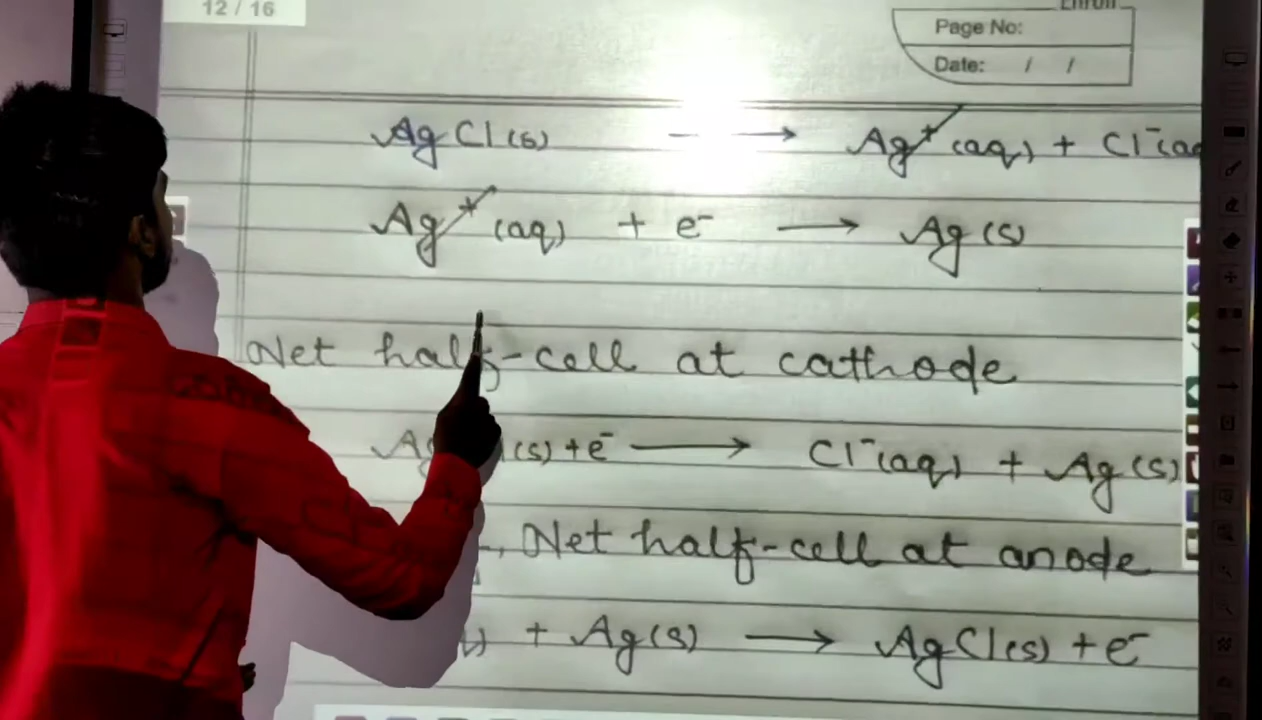 12 / 16
Page No:
Date: / /
AgCl(s) → Ag⁺(aq) + Cl⁻(aq
Ag⁺(aq) + e⁻ → Ag(s)
Net half-cell at cathode
Ag (s) + e⁻ → Cl⁻(aq) + Ag(s)
, Net half-cell at anode
+ Ag(s) → AgCl(s) + e⁻